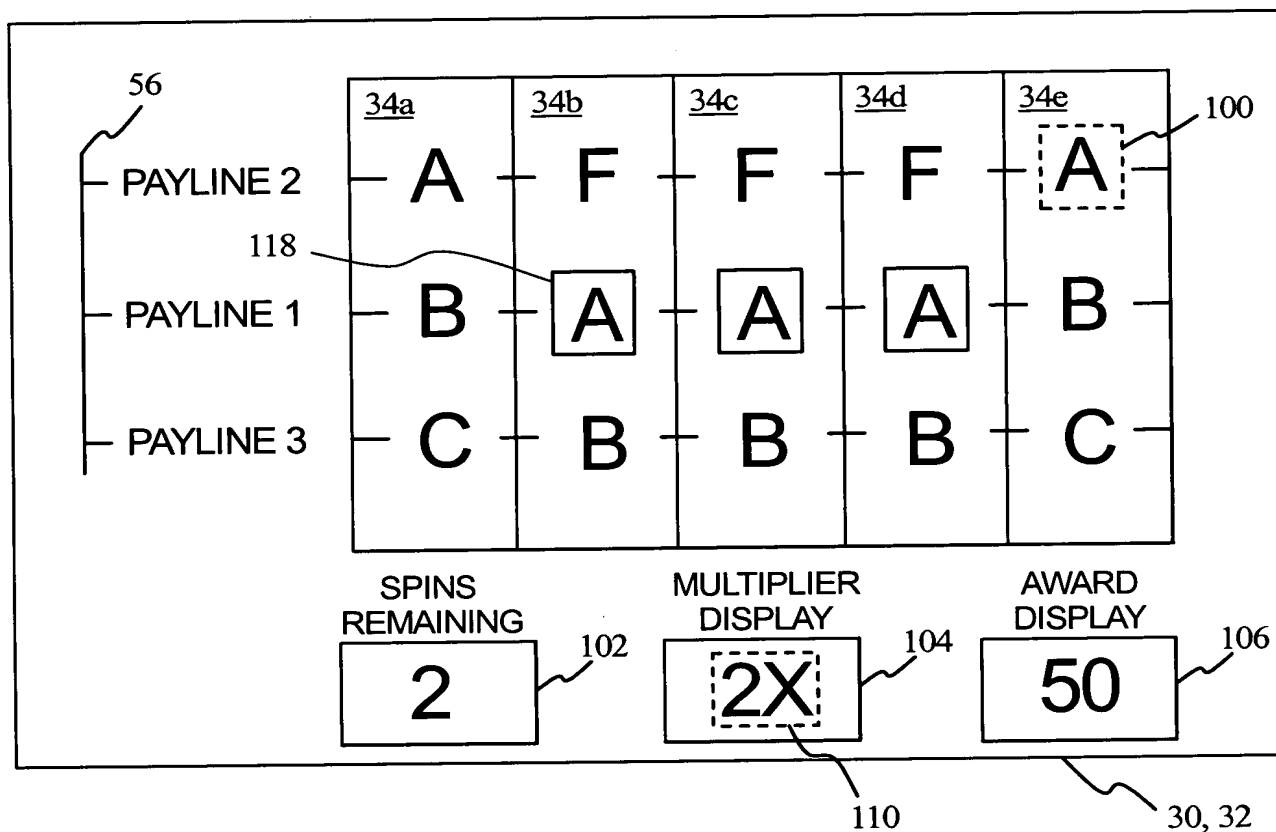 56
34a 34b 34c 34d 34e
100
PAYLINE 2 A F F F A
118
PAYLINE 1 B A A A B
PAYLINE 3 C B B B C
SPINS REMAINING
MULTIPLIER DISPLAY
AWARD DISPLAY
2 102
2X 104
50 106
110
30, 32